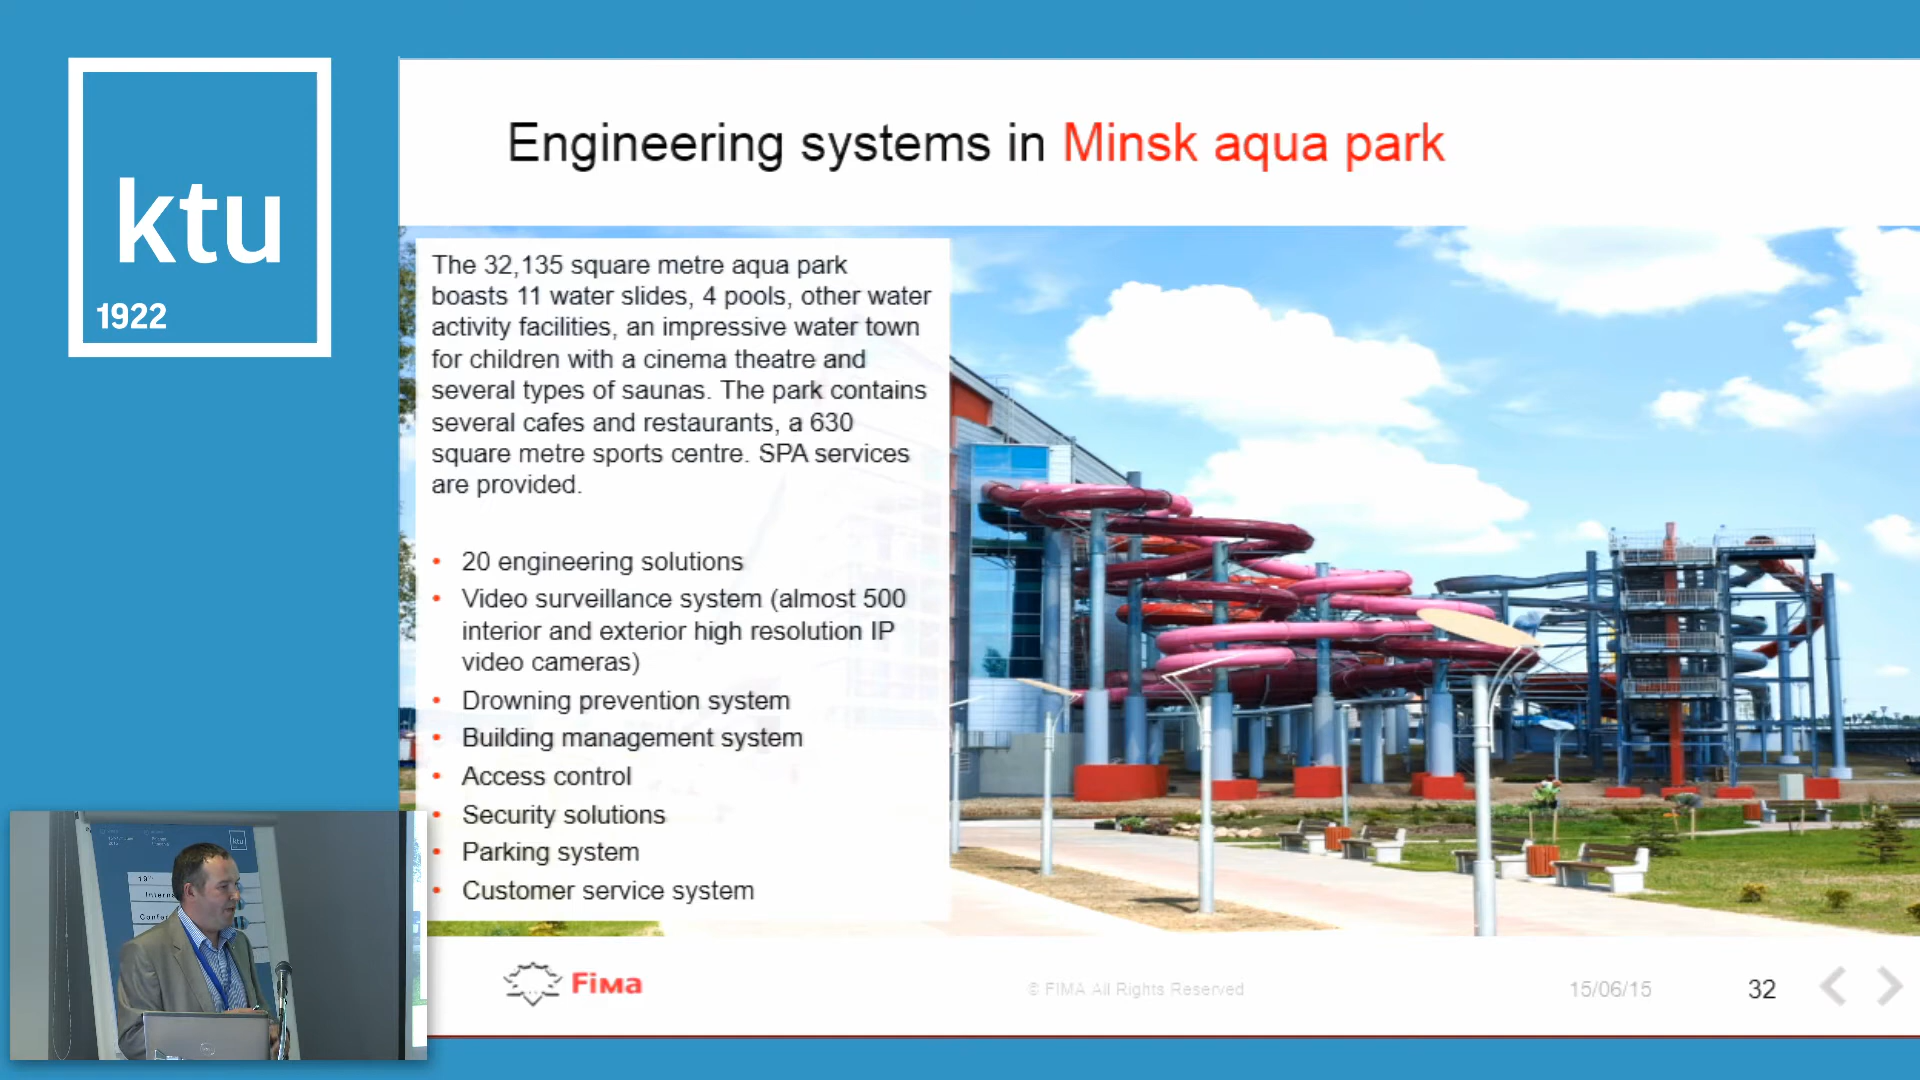 ktu
1922
Engineering systems in Minsk aqua park
The 32,135 square metre aqua park
boasts 11 water slides, 4 pools, other water
activity facilities, an impressive water town
for children with a cinema theatre and
several types of saunas. The park contains
several cafes and restaurants, a 630
square metre sports centre. SPA services
are provided.
• 20 engineering solutions
• Video surveillance system (almost 500
interior and exterior high resolution IP
video cameras)
• Drowning prevention system
• Building management system
• Access control
• Security solutions
• Parking system
• Customer service system
FIMA
© FIMA All Rights Reserved
15/06/15
32
ktu